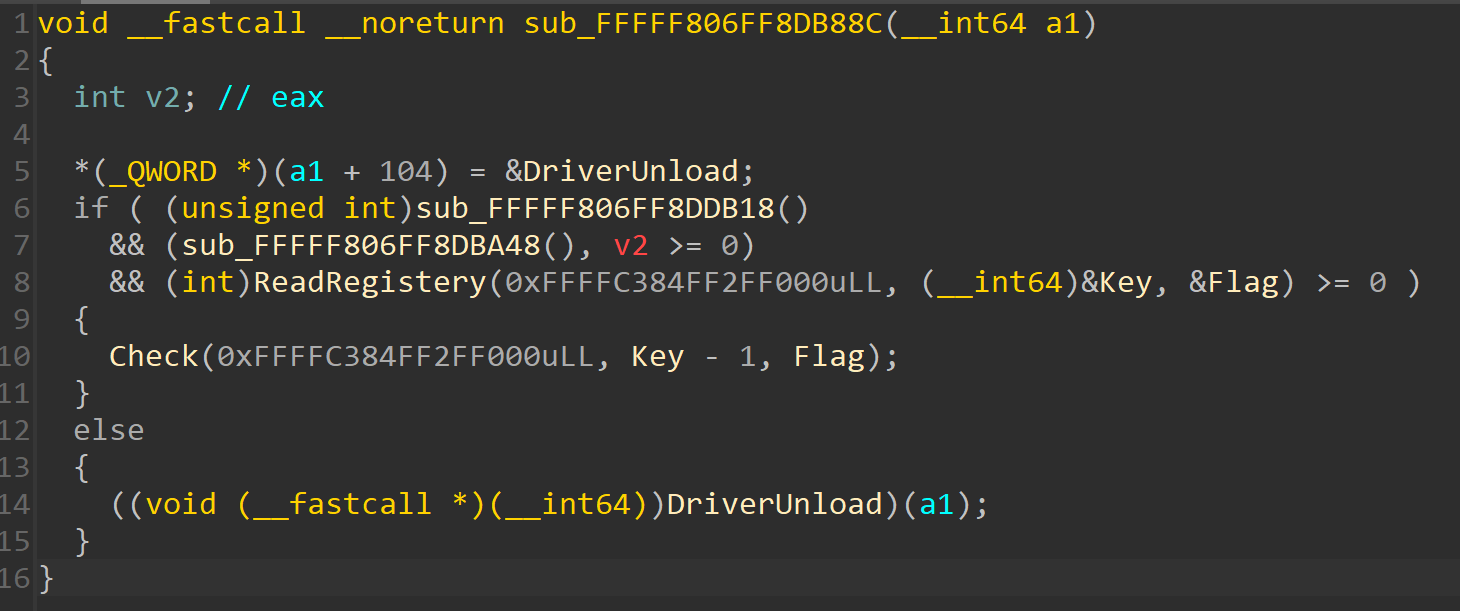 1 void __fastcall __noreturn sub_FFFFF806FF8DB88C(__int64 a1)
2 {
3   int v2; // eax
4
5   *(_QWORD *)(a1 + 104) = &DriverUnload;
6   if ( (unsigned int)sub_FFFFF806FF8DDB18()
7     && (sub_FFFFF806FF8DBA48(), v2 >= 0)
8     && (int)ReadRegistery(0xFFFFC384FF2FF000uLL, (__int64)&Key, &Flag) >= 0 )
9   {
10     Check(0xFFFFC384FF2FF000uLL, Key - 1, Flag);
11   }
12   else
13   {
14     ((void (__fastcall *)(__int64))DriverUnload)(a1);
15   }
16 }